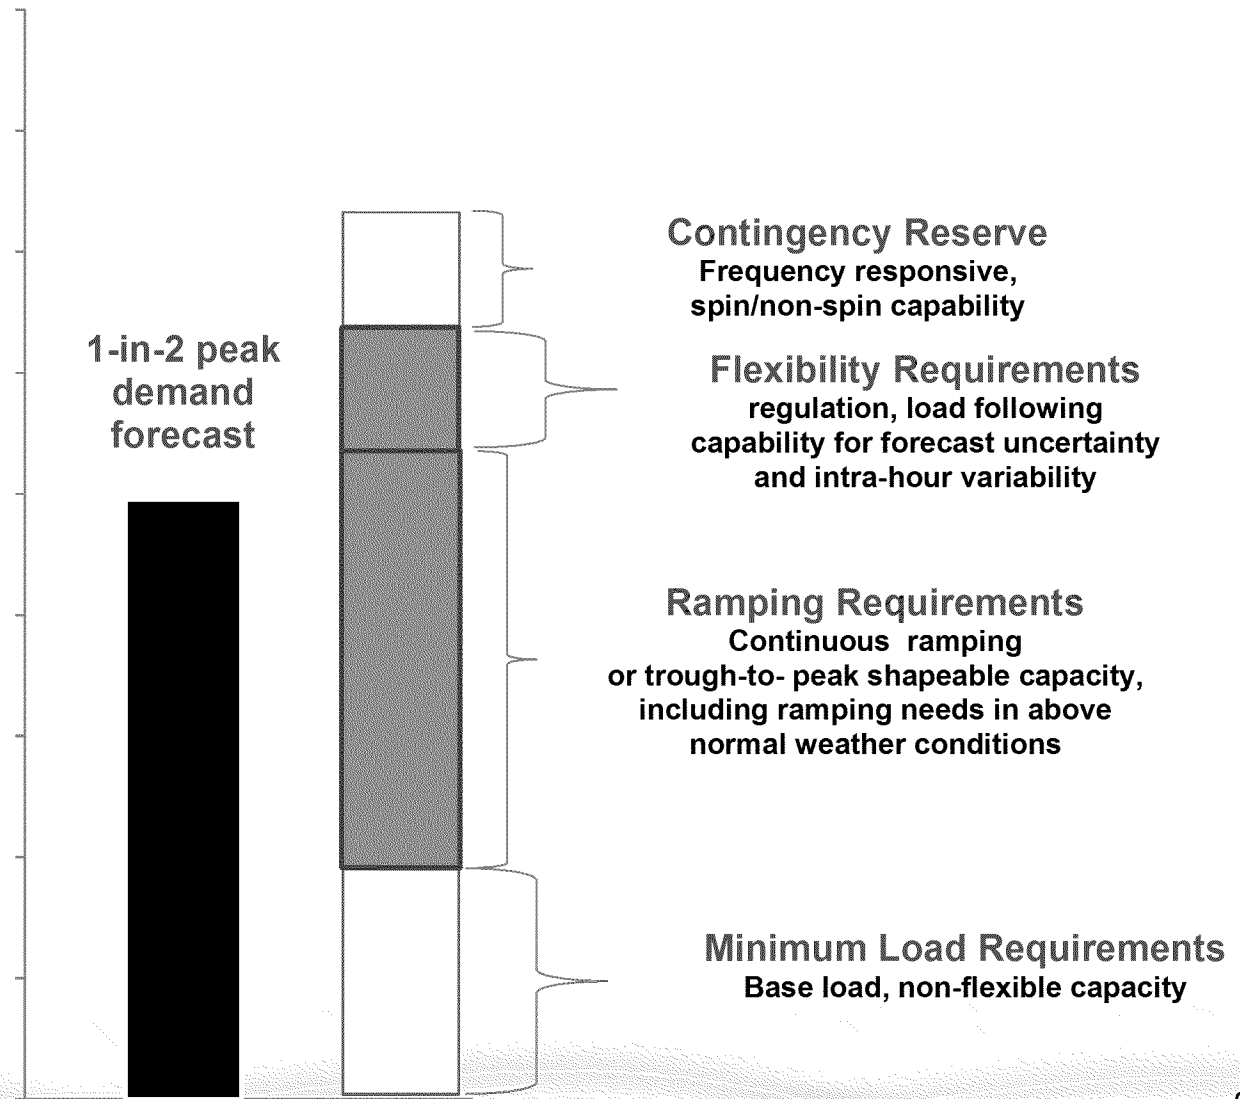 Contingency Reserve
Frequency responsive,
spin/non-spin capability
1-in-2 peak
demand
forecast
Flexibility Requirements
regulation, load following
capability for forecast uncertainty
and intra-hour variability
Ramping Requirements
Continuous ramping
or trough-to- peak shapeable capacity,
including ramping needs in above
normal weather conditions
Minimum Load Requirements
Base load, non-flexible capacity